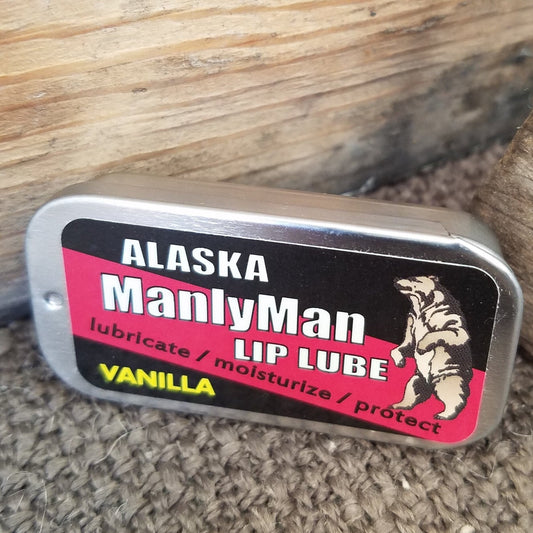 ALASKA
ManlyMan
LIP LUBE
lubricate / moisturize / protect
VANILLA